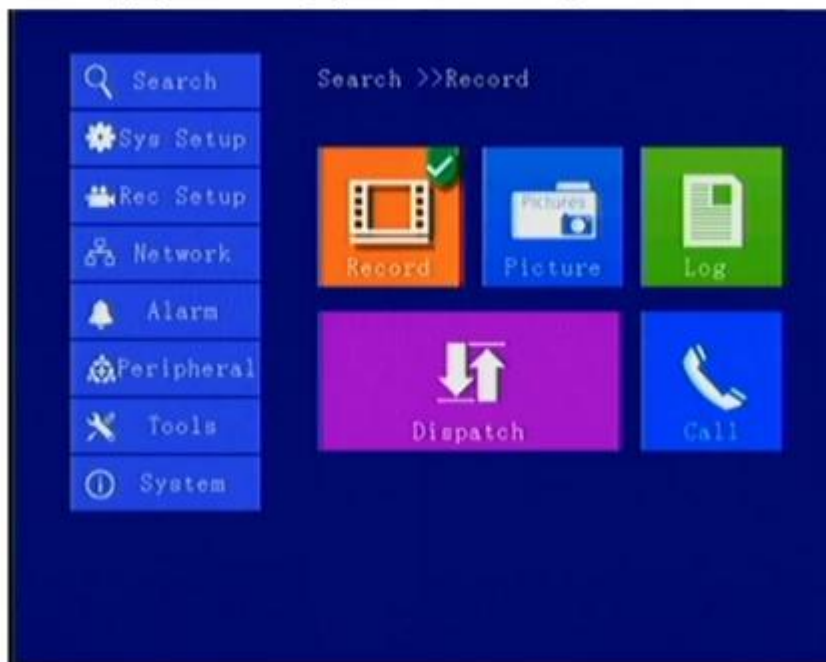 Search
Sys Setup
Rec Setup
Network
Alarm
Peripheral
Tools
System
Search >>Record
Record
Pictures
Picture
Log
Dispatch
Call